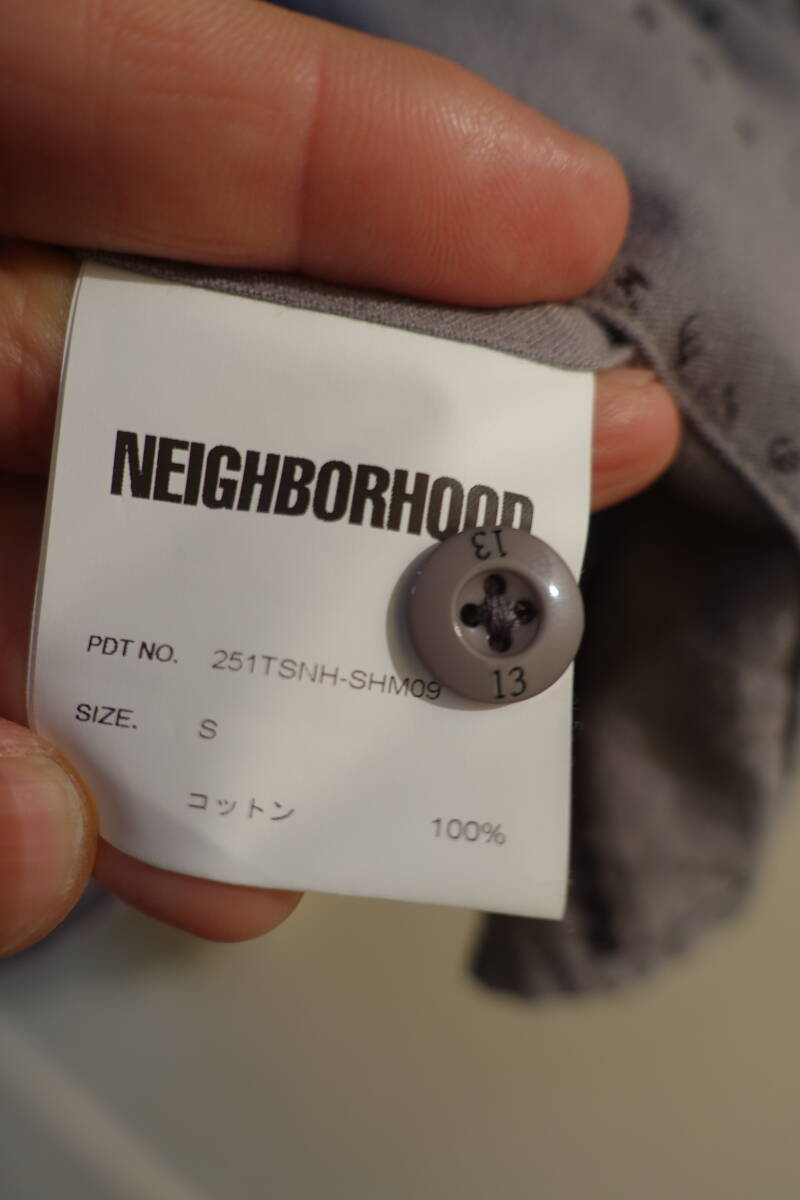 NEIGHBORHOOD
13
13
PDT NO. 251TSNH-SHM09
SIZE. S
コットン 100%